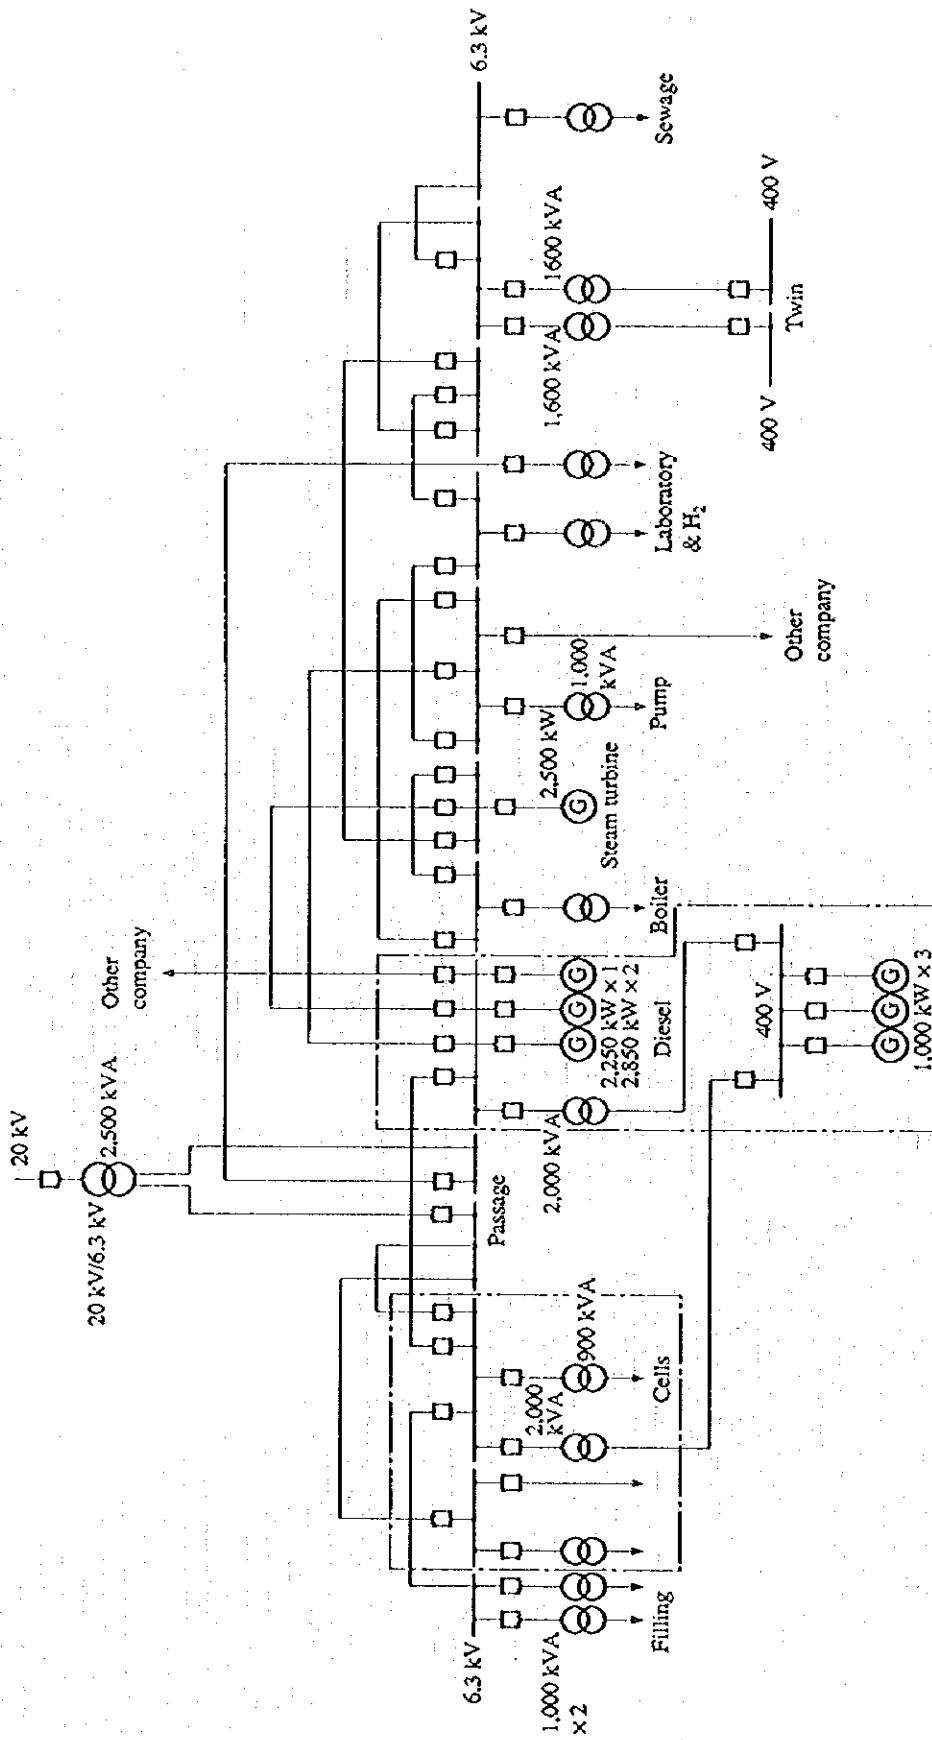 20 kV
20 kV/6.3 kV
2,500 kVA
Other
company
6.3 kV
6.3 kV
1,000 kVA
× 2
Filling
2,000
kVA
900 kVA
Cells
Passage
2,000 kVA
2,250 kW × 1
2,850 kW × 2
Diesel
G
G
G
Boiler
Steam turbine
2,500 kW
G
1,000
kVA
Pump
Other
company
Laboratory
& H₂
1,600 kVA
1600 kVA
400 V
400 V
Twin
Sewage
400 V
G
G
G
1,000 kW × 3